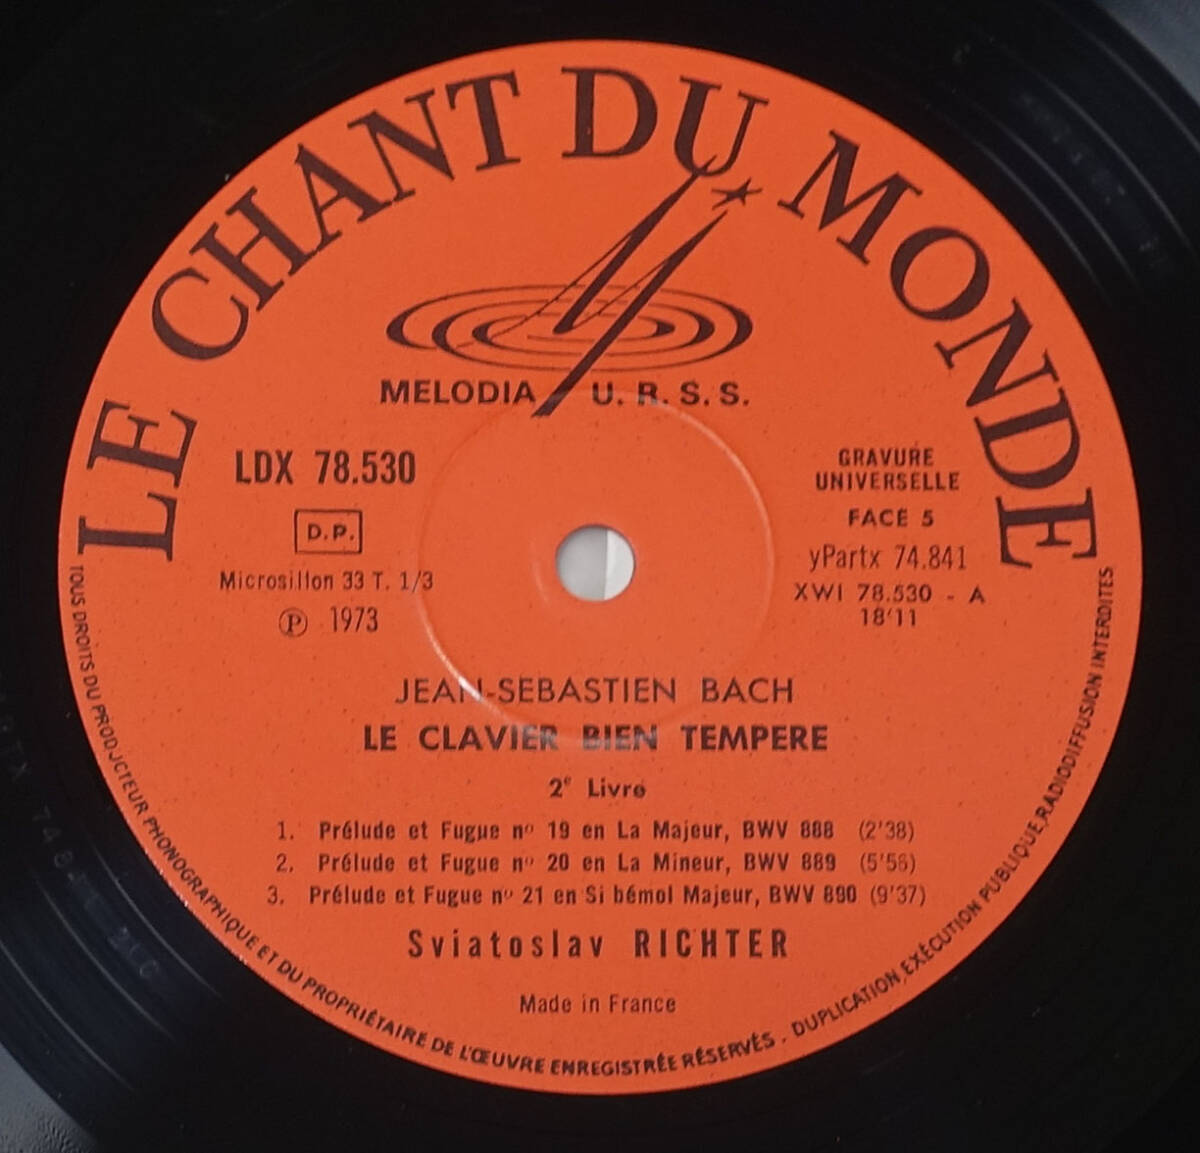 LE CHANT DU MONDE
MELODIA U.R.S.S.
LDX 78.530
D.P.
Microsillon 33 T. 1/3
Ⓟ 1973
GRAVURE
UNIVERSELLE
FACE 5
yPartx 74.841
XWI 78.530 - A
18'11
JEAN-SEBASTIEN BACH
LE CLAVIER BIEN TEMPERE
2e Livre
1. Prélude et Fugue nº 19 en La Majeur, BWV 888 (2'38)
2. Prélude et Fugue nº 20 en La Mineur, BWV 889 (5'56)
3. Prélude et Fugue nº 21 en Si bémol Majeur, BWV 890 (9'37)
Sviatoslav RICHTER
Made in France
TOUS DROITS DU PRODUCTEUR PHONOGRAPHIQUE ET DU PROPRIÉTAIRE DE L'ŒUVRE ENREGISTRÉE RÉSERVÉS. DUPLICATION, EXÉCUTION PUBLIQUE, RADIODIFFUSION INTERDITES